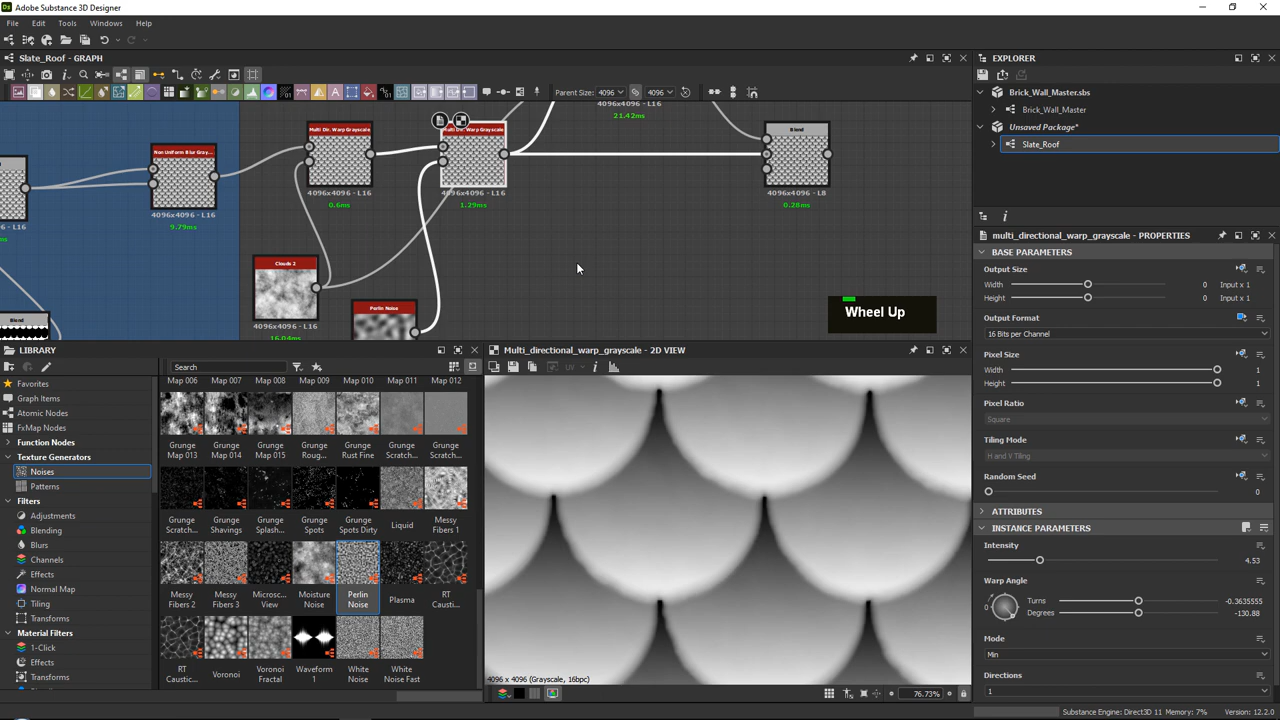 Adobe Substance 3D Designer
File Edit Tools Windows Help
Slate_Roof - GRAPH
Parent Size: 4096 4096
21.42ms
Non Uniform Blur Gray...
4096x4096 - L16
9.79ms
Multi Dir. Warp Grayscale
4096x4096 - L16
0.6ms
Multi Dir. Warp Grayscale
4096x4096 - L16
1.29ms
Blend
4096x4096 - L8
0.28ms
Clouds 2
4096x4096 - L16
16.04ms
Perlin Noise
Blend
Wheel Up
EXPLORER
Brick_Wall_Master.sbs
Brick_Wall_Master
Unsaved Package*
Slate_Roof
LIBRARY
Search
Favorites
Graph Items
Atomic Nodes
FxMap Nodes
Function Nodes
Texture Generators
Noises
Patterns
Filters
Adjustments
Blending
Blurs
Channels
Effects
Normal Map
Tiling
Transforms
Material Filters
1-Click
Effects
Transforms
Map 006 Map 007 Map 008 Map 009 Map 010 Map 011 Map 012
Grunge Map 013 Grunge Map 014 Grunge Map 015 Grunge Roug... Grunge Rust Fine Grunge Scratch... Grunge Scratch...
Grunge Scratch... Grunge Shavings Grunge Splash... Grunge Spots Grunge Spots Dirty Liquid Messy Fibers 1
Messy Fibers 2 Messy Fibers 3 Microsc... View Moisture Noise Perlin Noise Plasma RT Causti...
RT Caustic... Voronoi Voronoi Fractal Waveform 1 White Noise White Noise Fast
Multi_directional_warp_grayscale - 2D VIEW
UV
4096 x 4096 (Grayscale, 16bpc)
76.73%
multi_directional_warp_grayscale - PROPERTIES
BASE PARAMETERS
Output Size
Width 0 Input x 1
Height 0 Input x 1
Output Format
16 Bits per Channel
Pixel Size
Width 1
Height 1
Pixel Ratio
Square
Tiling Mode
H and V Tiling
Random Seed
0
ATTRIBUTES
INSTANCE PARAMETERS
Intensity
4.53
Warp Angle
0 Turns -0.3635555
Degrees -130.88
Mode
Min
Directions
1
Substance Engine: Direct3D 11 Memory: 7% Version: 12.2.0